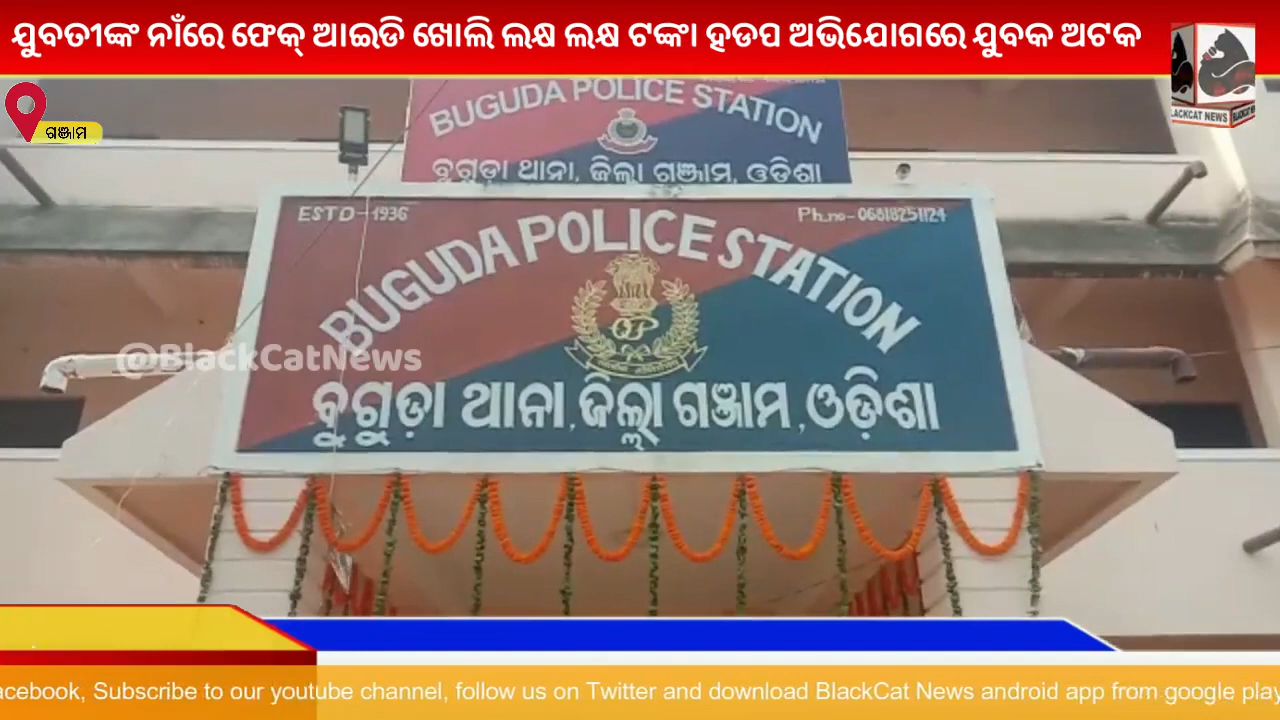 ଯୁବତୀଙ୍କ ନାଁରେ ଫେକ୍ ଆଇଡି ଖୋଲି ଲକ୍ଷ ଲକ୍ଷ ଟଙ୍କା ହଡପ ଅଭିଯୋଗରେ ଯୁବକ ଅଟକ
ଗଞ୍ଜାମ
BLACKCAT NEWS
BUGUDA POLICE STATION
ବୁଗୁଡ଼ା ଥାନା, ଜିଲ୍ଲା ଗଞ୍ଜାମ, ଓଡିଶା
ESTD-1936
Ph.no-06818251124
BUGUDA POLICE STATION
@BlackCatNews
ବୁଗୁଡ଼ା ଥାନା,ଜିଲ୍ଲା ଗଞ୍ଜାମ,ଓଡ଼ିଶା
acebook, Subscribe to our youtube channel, follow us on Twitter and download BlackCat News android app from google play